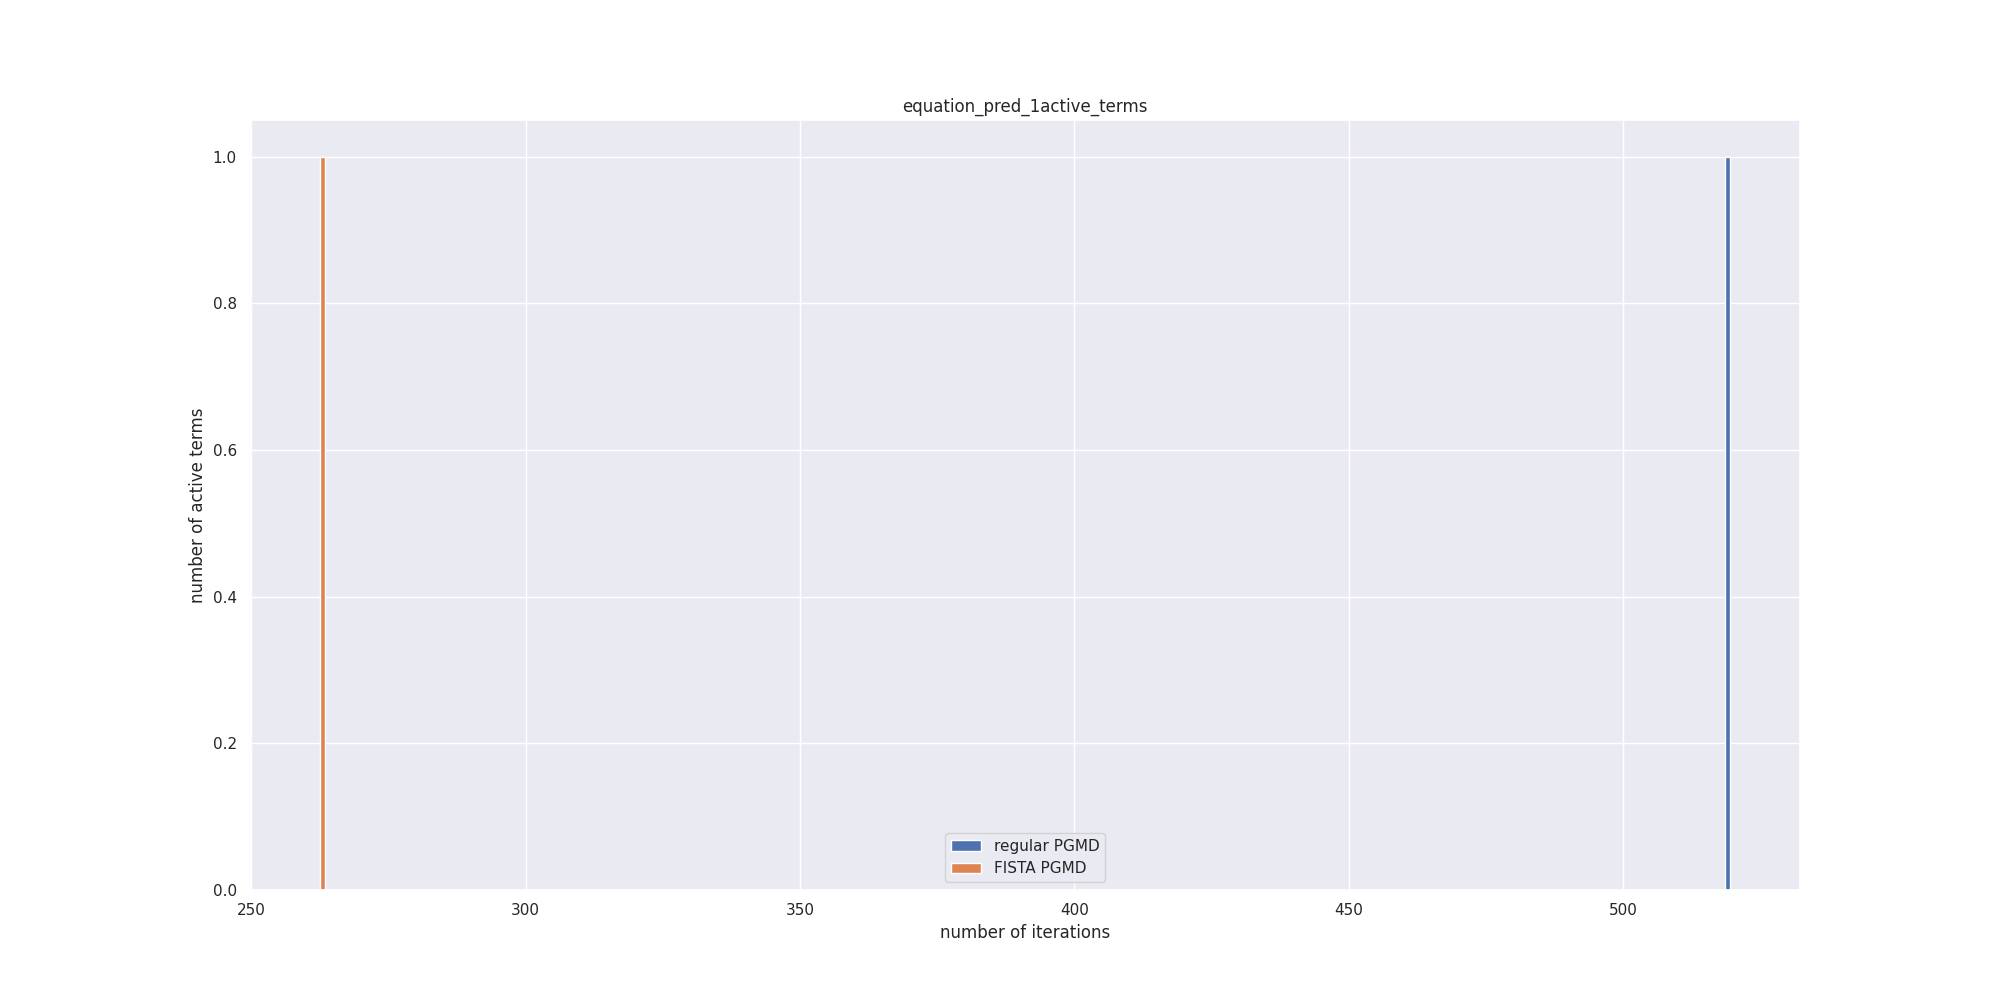 equation_pred_1active_terms
1.0
0.8
0.6
0.4
0.2
0.0
number of active terms
regular PGMD
FISTA PGMD
250 300 350 400 450 500
number of iterations